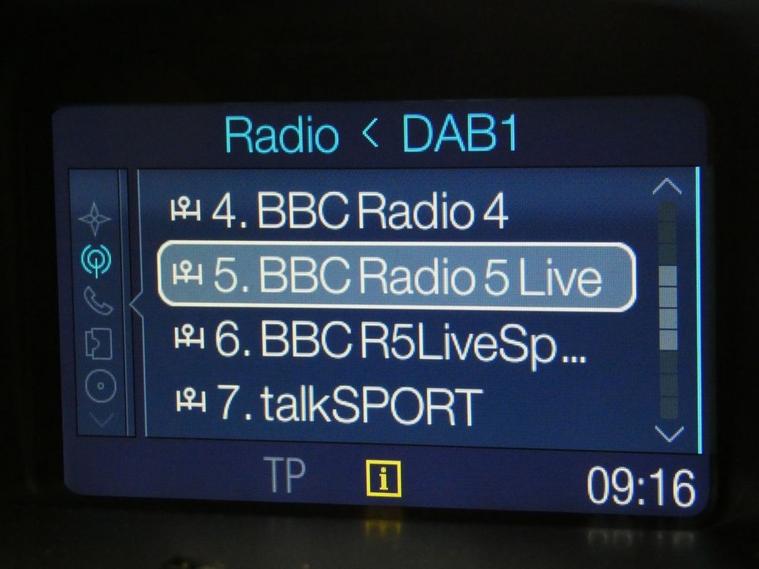 Radio < DAB1
4. BBC Radio 4
5. BBC Radio 5 Live
6. BBC R5LiveSp...
7. talkSPORT
TP i 09:16